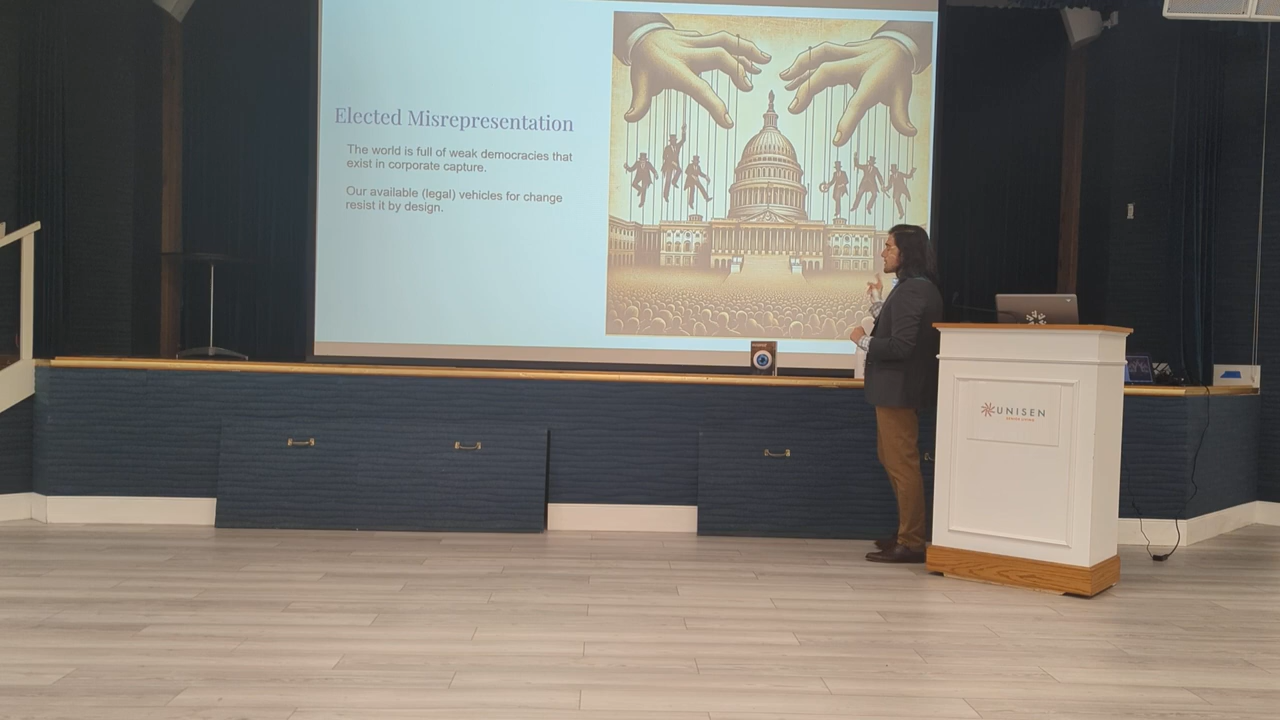 Elected Misrepresentation
The world is full of weak democracies that
exist in corporate capture.
Our available (legal) vehicles for change
resist it by design.
UNISEN